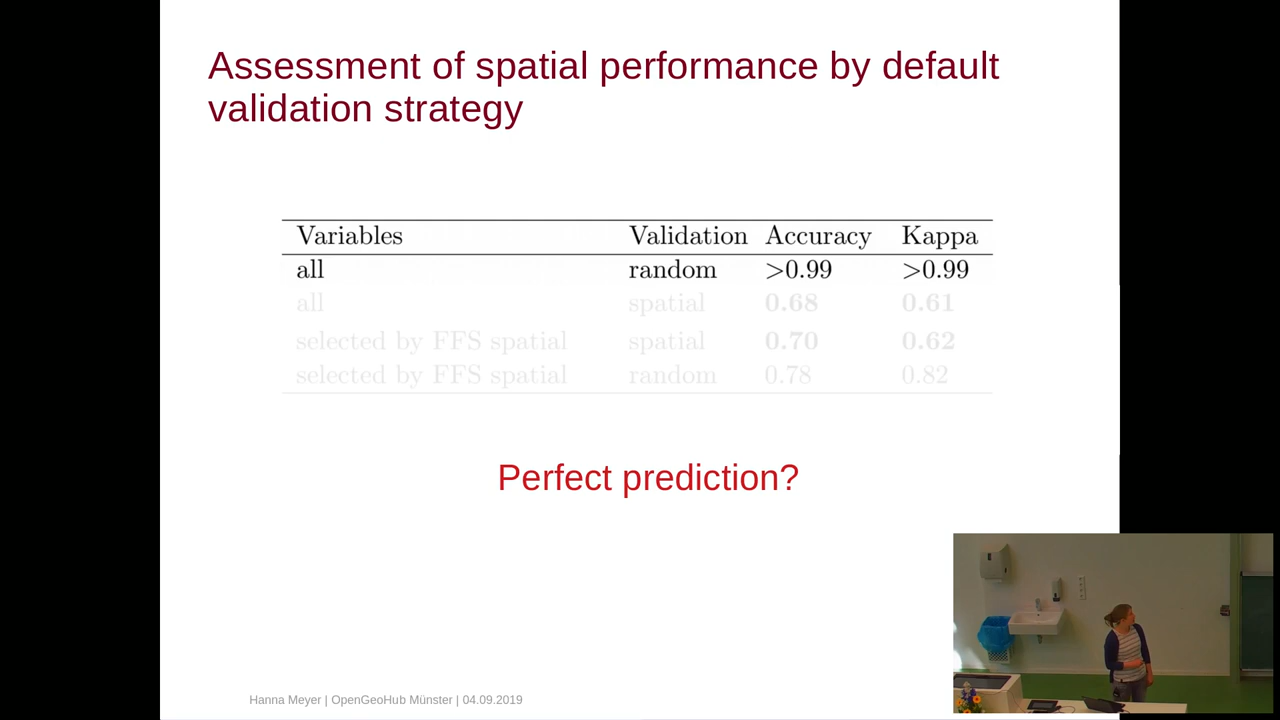 Assessment of spatial performance by default
validation strategy
Variables Validation Accuracy Kappa
all random >0.99 >0.99
all spatial 0.68 0.61
selected by FFS spatial spatial 0.70 0.62
selected by FFS spatial random 0.78 0.82
Perfect prediction?
Hanna Meyer | OpenGeoHub Münster | 04.09.2019